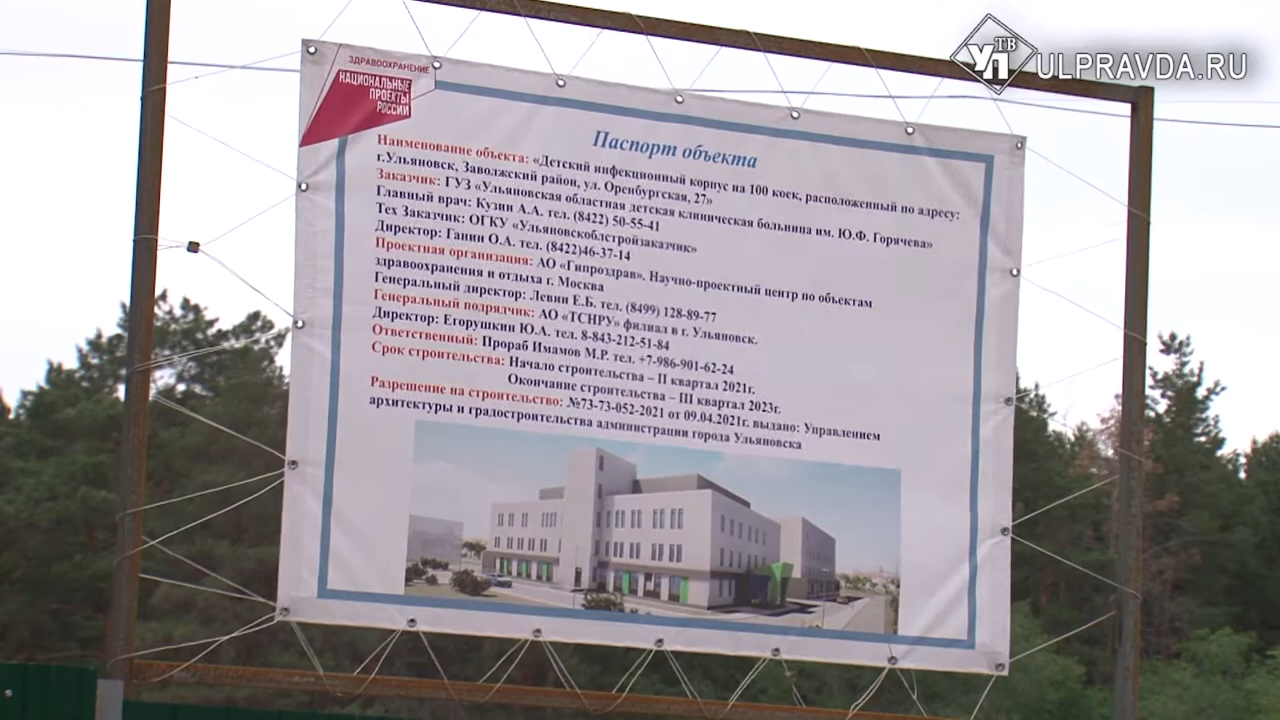 УП ТВ ULPRAVDA.RU
ЗДРАВООХРАНЕНИЕ
НАЦИОНАЛЬНЫЕ
ПРОЕКТЫ
РОССИИ
Паспорт объекта
Наименование объекта: «Детский инфекционный корпус на 100 коек, расположенный по адресу:
г.Ульяновск, Заволжский район, ул. Оренбургская, 27»
Заказчик: ГУЗ «Ульяновская областная детская клиническая больница им. Ю.Ф. Горячева»
Главный врач: Кузин А.А. тел. (8422) 50-55-41
Тех Заказчик: ОГКУ «Ульяновскоблстройзаказчик»
Директор: Ганин О.А. тел. (8422)46-37-14
Проектная организация: АО «Гипроздрав». Научно-проектный центр по объектам
здравоохранения и отдыха г. Москва
Генеральный директор: Левин Е.Б. тел. (8499) 128-89-77
Генеральный подрядчик: АО «ТСНРУ» филиал в г. Ульяновск.
Директор: Егорушкин Ю.А. тел. 8-843-212-51-84
Ответственный: Прораб Имамов М.Р. тел. +7-986-901-62-24
Срок строительства: Начало строительства – II квартал 2021г.
Окончание строительства – III квартал 2023г.
Разрешение на строительство: №73-73-052-2021 от 09.04.2021г. выдано: Управлением
архитектуры и градостроительства администрации города Ульяновска